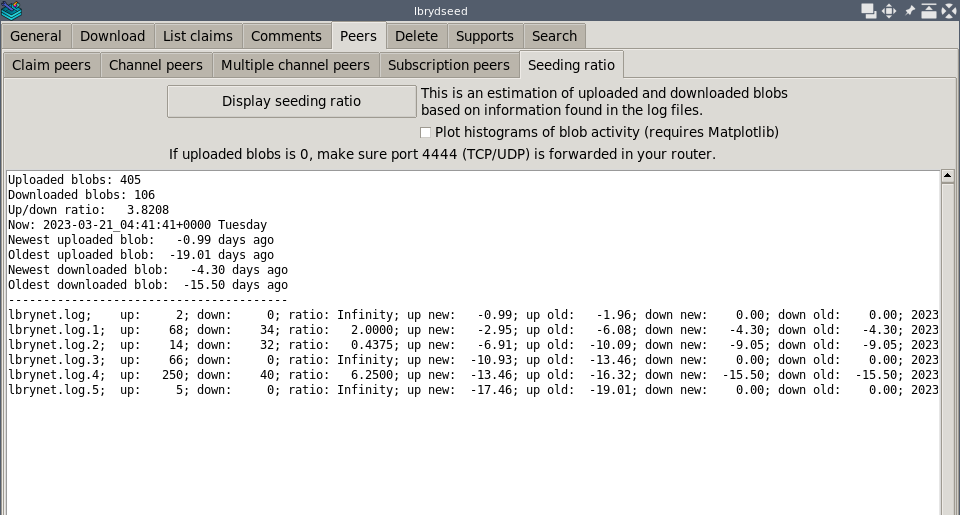 lbrydseed
General Download List claims Comments Peers Delete Supports Search
Claim peers Channel peers Multiple channel peers Subscription peers Seeding ratio
Display seeding ratio
This is an estimation of uploaded and downloaded blobs
based on information found in the log files.
Plot histograms of blob activity (requires Matplotlib)
If uploaded blobs is 0, make sure port 4444 (TCP/UDP) is forwarded in your router.
Uploaded blobs: 405
Downloaded blobs: 106
Up/down ratio:   3.8208
Now: 2023-03-21_04:41:41+0000 Tuesday
Newest uploaded blob:   -0.99 days ago
Oldest uploaded blob:  -19.01 days ago
Newest downloaded blob:   -4.30 days ago
Oldest downloaded blob:  -15.50 days ago
----------------------------------------
lbrynet.log;    up:     2; down:     0; ratio: Infinity; up new:   -0.99; up old:   -1.96; down new:    0.00; down old:    0.00; 2023
lbrynet.log.1;  up:    68; down:    34; ratio:   2.0000; up new:   -2.95; up old:   -6.08; down new:   -4.30; down old:   -4.30; 2023
lbrynet.log.2;  up:    14; down:    32; ratio:   0.4375; up new:   -6.91; up old:  -10.09; down new:   -9.05; down old:   -9.05; 2023
lbrynet.log.3;  up:    66; down:     0; ratio: Infinity; up new:  -10.93; up old:  -13.46; down new:    0.00; down old:    0.00; 2023
lbrynet.log.4;  up:   250; down:    40; ratio:   6.2500; up new:  -13.46; up old:  -16.32; down new:  -15.50; down old:  -15.50; 2023
lbrynet.log.5;  up:     5; down:     0; ratio: Infinity; up new:  -17.46; up old:  -19.01; down new:    0.00; down old:    0.00; 2023